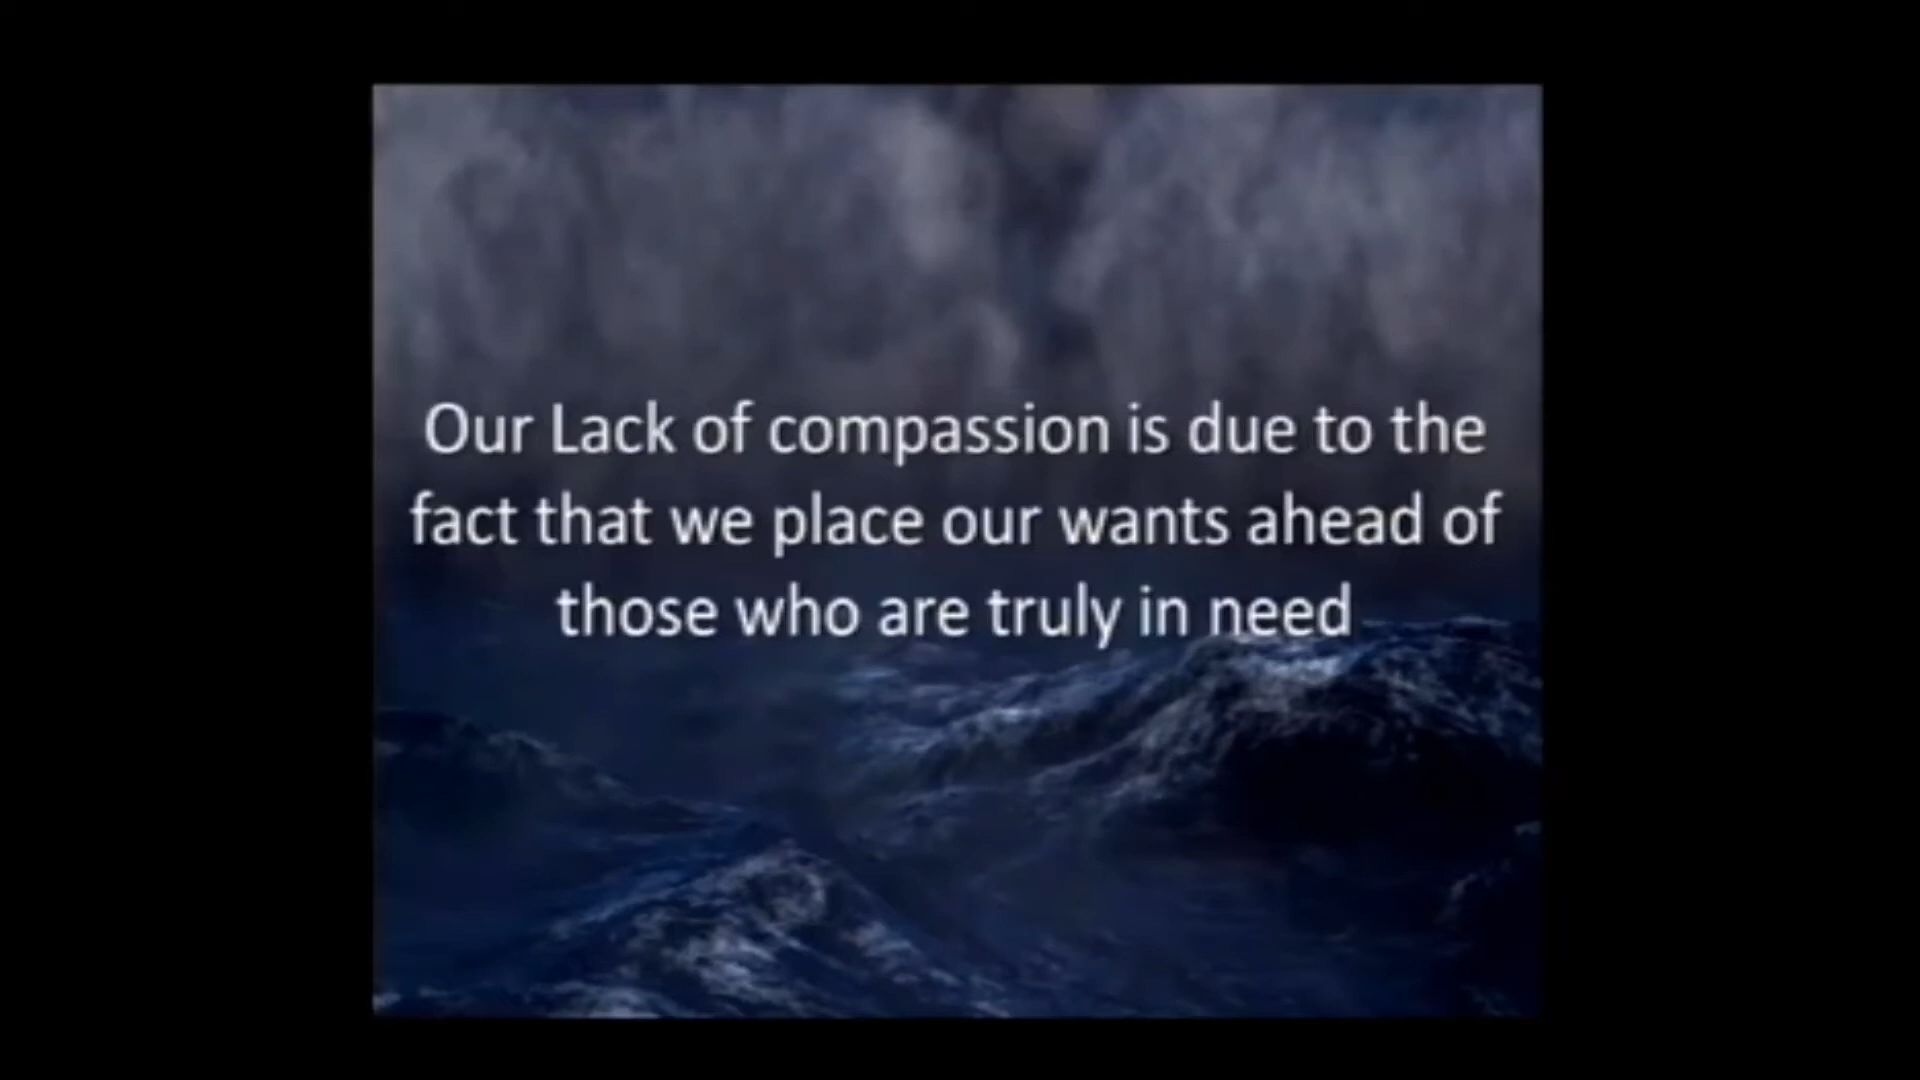 Our Lack of compassion is due to the
fact that we place our wants ahead of
those who are truly in need